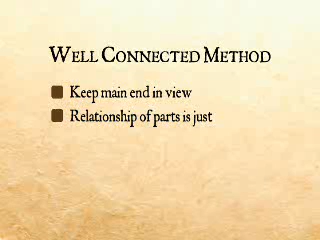 Well Connected Method
Keep main end in view
Relationship of parts is just